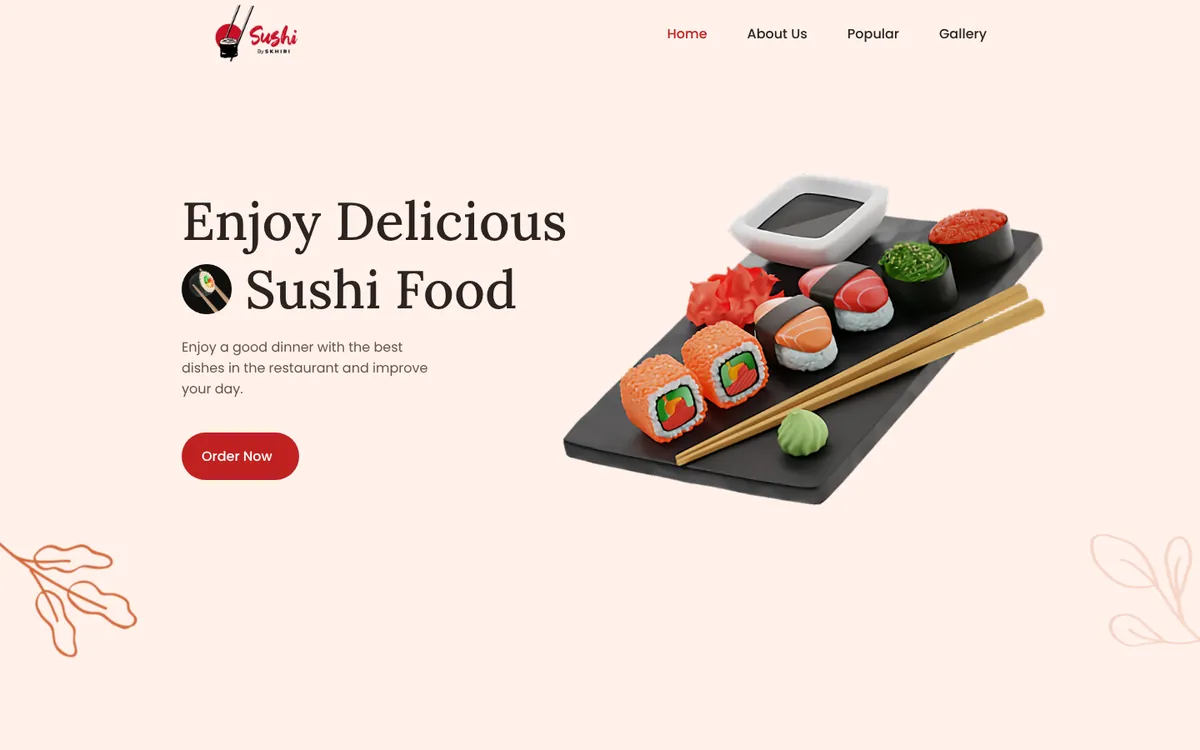 Sushi
By SKHIRI
Home
About Us
Popular
Gallery
Enjoy Delicious
Sushi Food
Enjoy a good dinner with the best
dishes in the restaurant and improve
your day.
Order Now